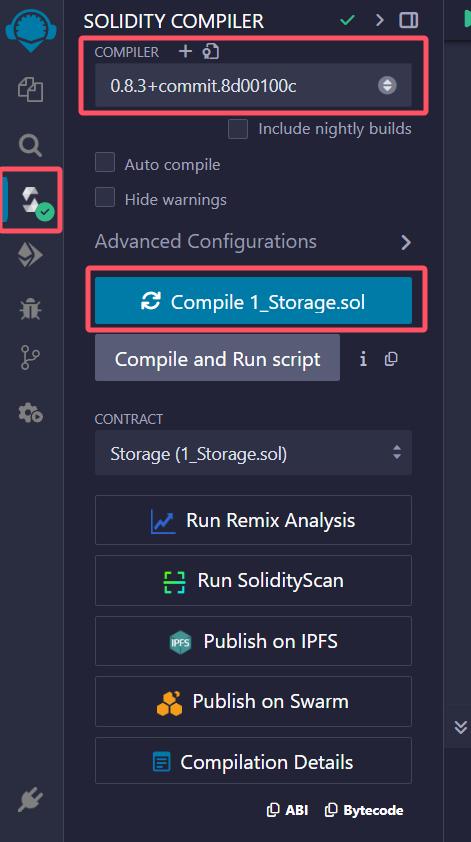 SOLIDITY COMPILER
COMPILER
0.8.3+commit.8d00100c
Include nightly builds
Auto compile
Hide warnings
Advanced Configurations
Compile 1_Storage.sol
Compile and Run script
CONTRACT
Storage (1_Storage.sol)
Run Remix Analysis
Run SolidityScan
IPFS Publish on IPFS
Publish on Swarm
Compilation Details
ABI Bytecode